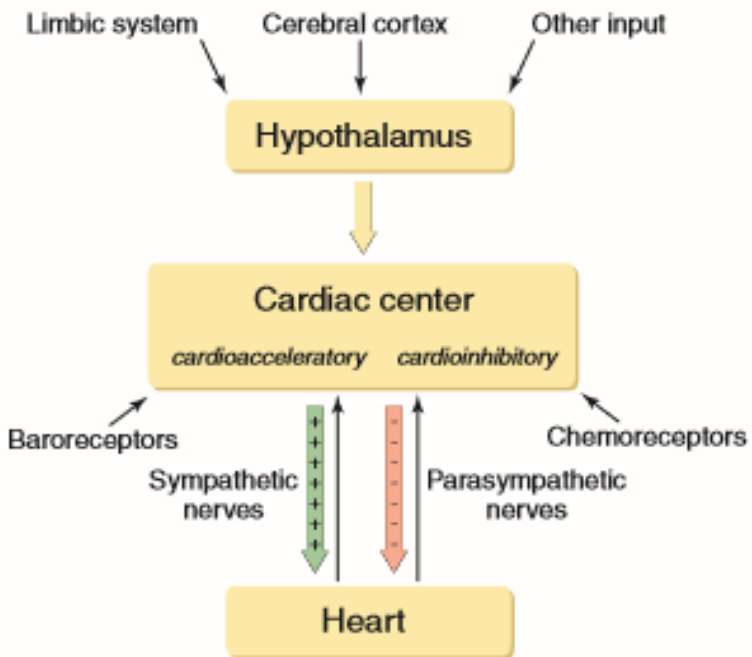 Limbic system
Cerebral cortex
Other input
Hypothalamus
Cardiac center
cardioacceleratory
cardioinhibitory
Baroreceptors
Chemoreceptors
Sympathetic
nerves
Parasympathetic
nerves
+
+
+
+
+
+
+
-
-
-
-
-
-
-
Heart